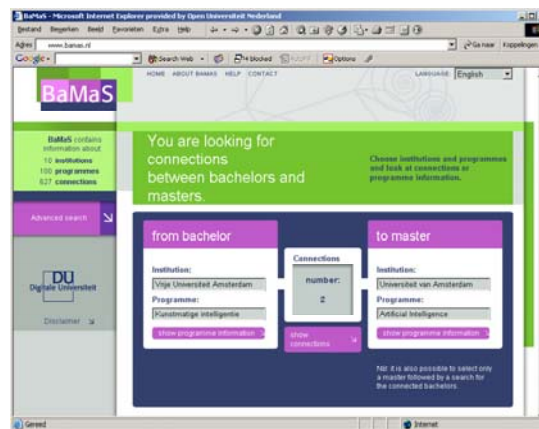 BaMaS - Microsoft Internet Explorer provided by Open Universiteit Nederland
Bestand Bewerken Beeld Favorieten Extra Help
Adres www.bamas.nl Ga naar Koppelingen
Google Search Web blocked Options
HOME ABOUT BAMAS HELP CONTACT LANGUAGE: English
BaMaS
BaMaS contains
information about:
10 institutions
100 programmes
827 connections
Advanced search
DU
Digitale Universiteit
Disclaimer
You are looking for
connections
between bachelors and
masters.
Choose institutions and programmes
and look at connections or
programme information.
from bachelor
Institution:
Vrije Universiteit Amsterdam
Programme:
Kunstmatige intelligentie
show programme information
Connections
number:
2
show
connections
to master
Institution:
Universiteit van Amsterdam
Programme:
Artificial Intelligence
show programme information
NB: it is also possible to select only
a master followed by a search for
the connected bachelors.
Gereed Internet